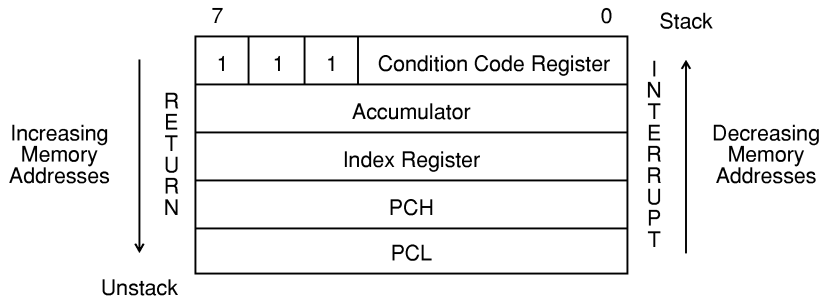 7 0
Stack
1 1 1 Condition Code Register
Accumulator
Index Register
PCH
PCL
RETURN
INTERRUPT
Increasing
Memory
Addresses
Decreasing
Memory
Addresses
Unstack